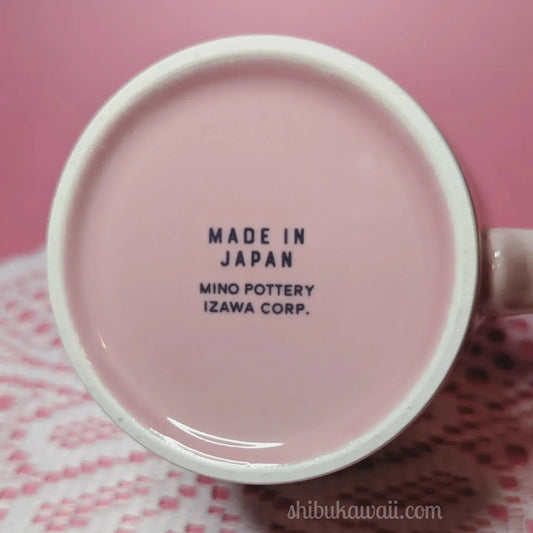 MADE IN
JAPAN
MINO POTTERY
IZAWA CORP.
shibukawaii.com